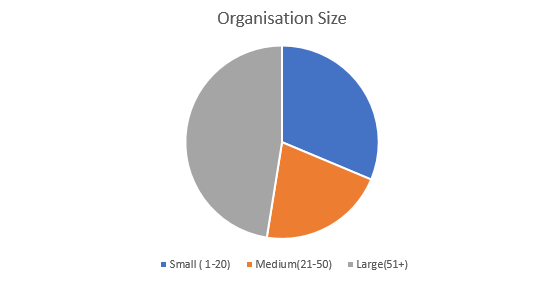 Organisation Size
Small ( 1-20) Medium(21-50) Large(51+)